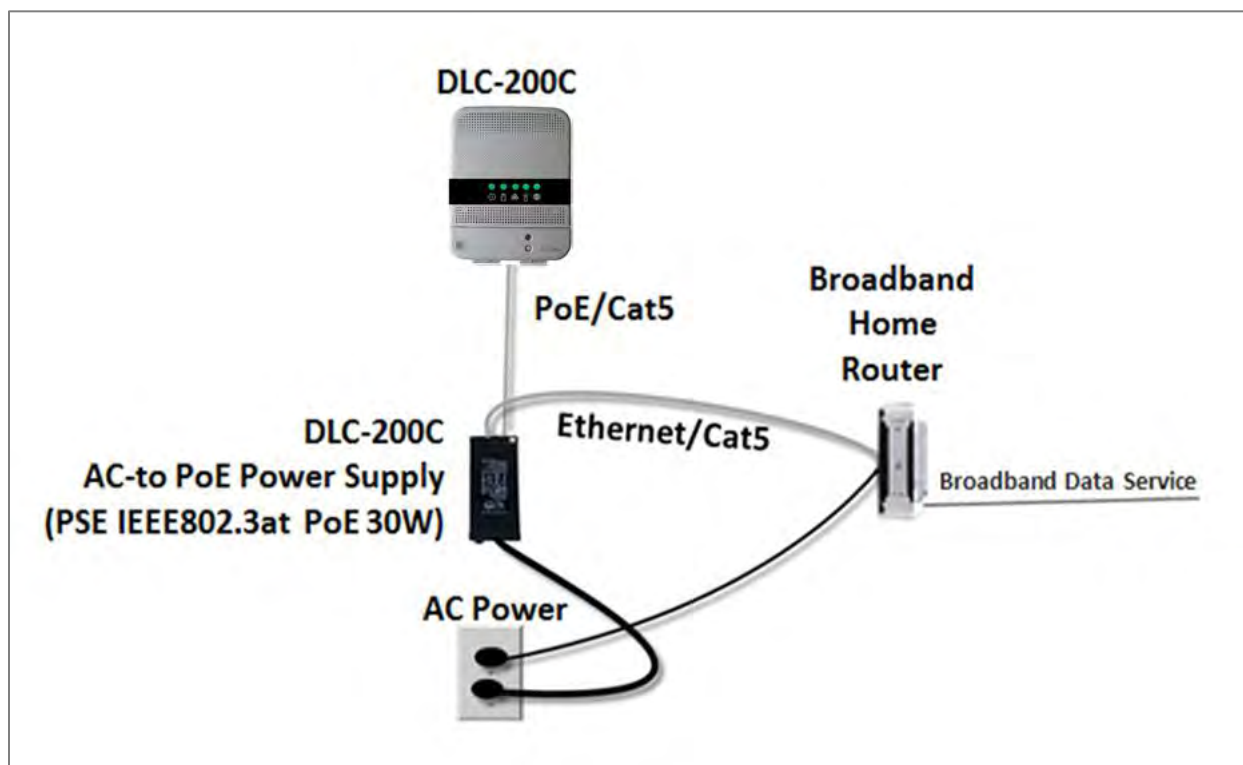 DLC-200C
PoE/Cat5
Broadband
Home
Router
Ethernet/Cat5
DLC-200C
AC-to PoE Power Supply
(PSE IEEE802.3at PoE 30W)
Broadband Data Service
AC Power